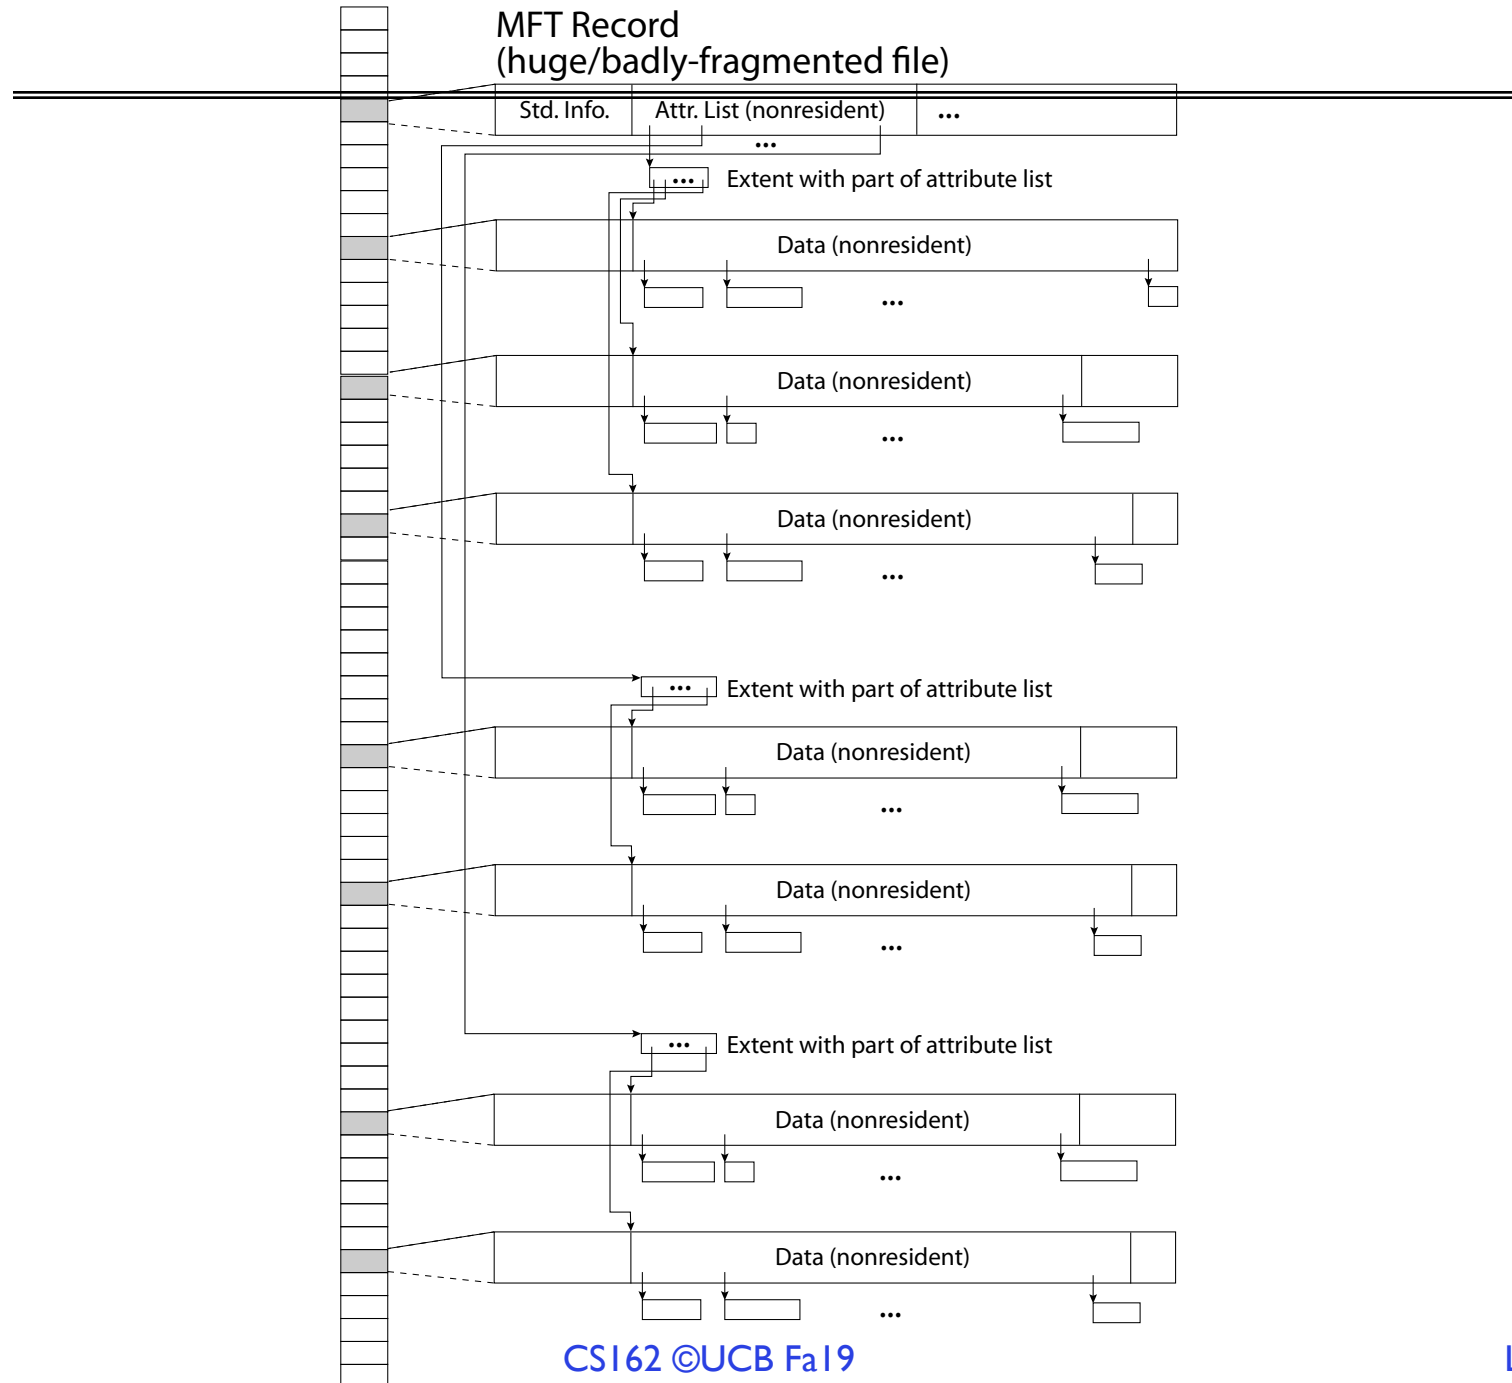 MFT Record
(huge/badly-fragmented file)
Std. Info. Attr. List (nonresident) ...
...
... Extent with part of attribute list
Data (nonresident)
...
Data (nonresident)
...
Data (nonresident)
...
... Extent with part of attribute list
Data (nonresident)
...
Data (nonresident)
...
... Extent with part of attribute list
Data (nonresident)
...
Data (nonresident)
...
CS162 ©UCB Fa19